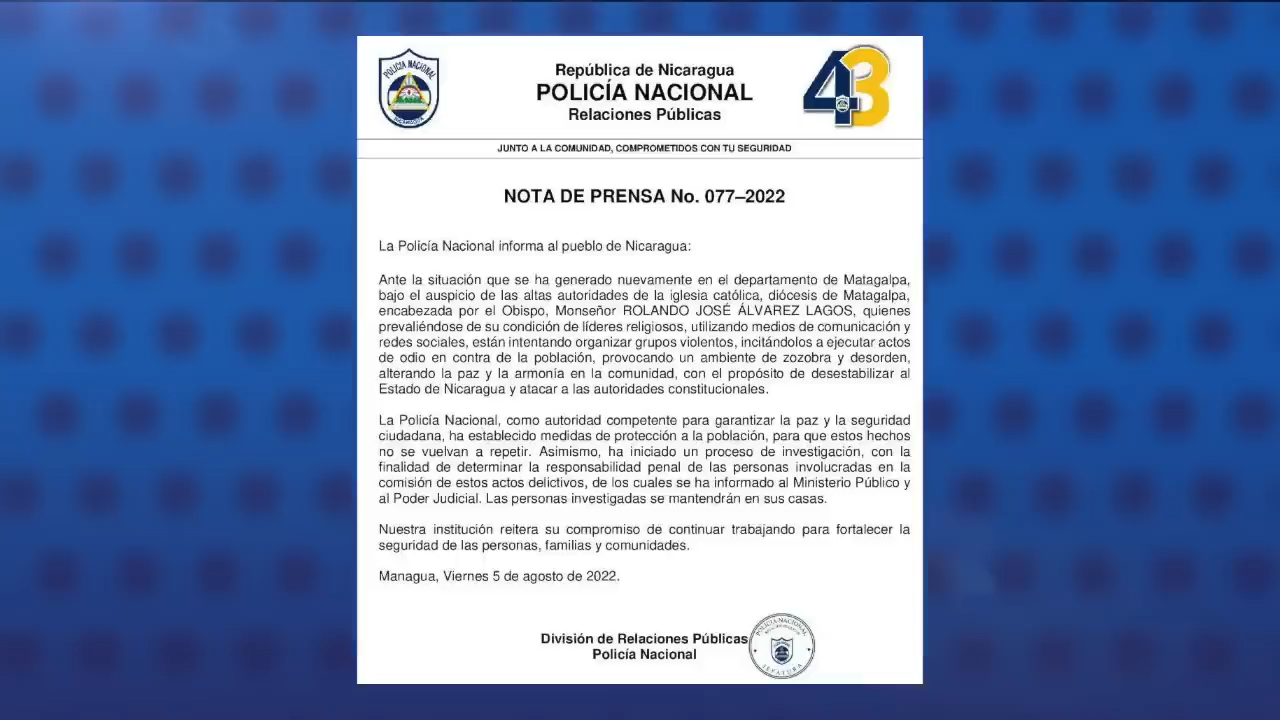 POLICIA NACIONAL
NICARAGUA
República de Nicaragua
POLICÍA NACIONAL
Relaciones Públicas
43
JUNTO A LA COMUNIDAD, COMPROMETIDOS CON TU SEGURIDAD
NOTA DE PRENSA No. 077–2022
La Policía Nacional informa al pueblo de Nicaragua:
Ante la situación que se ha generado nuevamente en el departamento de Matagalpa,
bajo el auspicio de las altas autoridades de la iglesia católica, diócesis de Matagalpa,
encabezada por el Obispo, Monseñor ROLANDO JOSÉ ÁLVAREZ LAGOS, quienes
prevaliéndose de su condición de líderes religiosos, utilizando medios de comunicación y
redes sociales, están intentando organizar grupos violentos, incitándolos a ejecutar actos
de odio en contra de la población, provocando un ambiente de zozobra y desorden,
alterando la paz y la armonía en la comunidad, con el propósito de desestabilizar al
Estado de Nicaragua y atacar a las autoridades constitucionales.
La Policía Nacional, como autoridad competente para garantizar la paz y la seguridad
ciudadana, ha establecido medidas de protección a la población, para que estos hechos
no se vuelvan a repetir. Asimismo, ha iniciado un proceso de investigación, con la
finalidad de determinar la responsabilidad penal de las personas involucradas en la
comisión de estos actos delictivos, de los cuales se ha informado al Ministerio Público y
al Poder Judicial. Las personas investigadas se mantendrán en sus casas.
Nuestra institución reitera su compromiso de continuar trabajando para fortalecer la
seguridad de las personas, familias y comunidades.
Managua, Viernes 5 de agosto de 2022.
División de Relaciones Públicas
Policía Nacional
POLICIA NACIONAL
JEFATURA